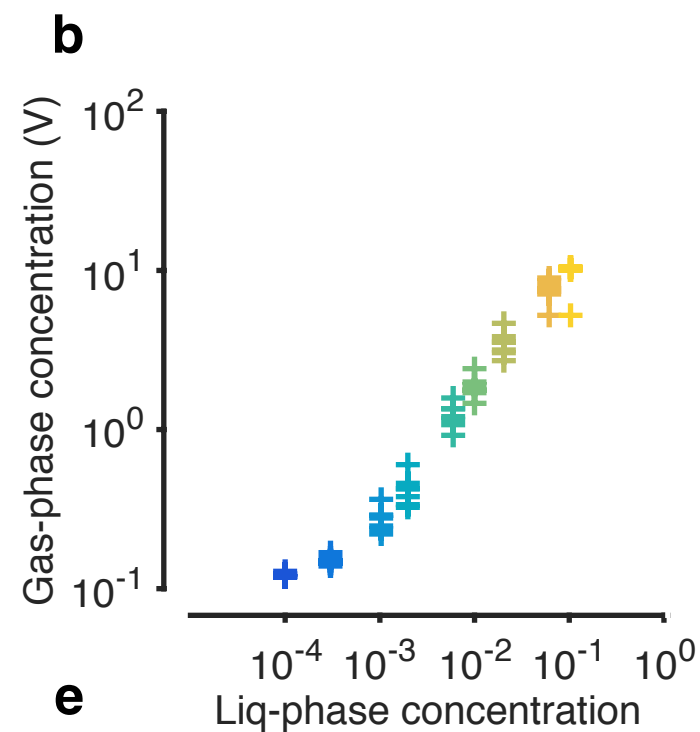 b
Gas-phase concentration (V)
10^2
10^1
10^0
10^-1
10^-4 10^-3 10^-2 10^-1 10^0
Liq-phase concentration
e